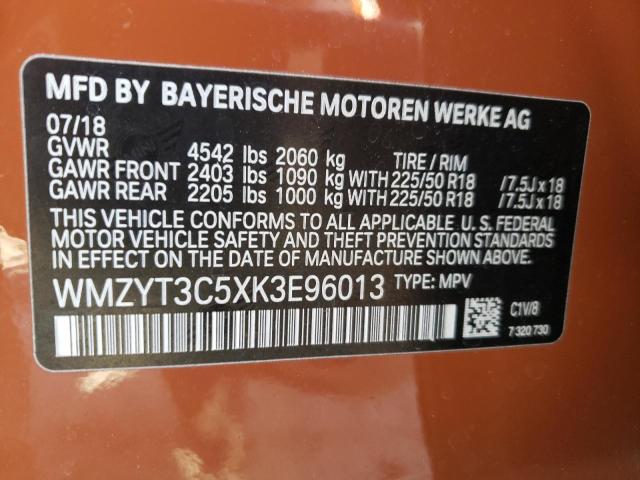 MFD BY BAYERISCHE MOTOREN WERKE AG
07/18
GVWR 4542 lbs 2060 kg TIRE / RIM
GAWR FRONT 2403 lbs 1090 kg WITH 225/50 R18 /7.5J x 18
GAWR REAR 2205 lbs 1000 kg WITH 225/50 R18 /7.5J x 18
THIS VEHICLE CONFORMS TO ALL APPLICABLE U. S. FEDERAL
MOTOR VEHICLE SAFETY AND THEFT PREVENTION STANDARDS
IN EFFECT ON THE DATE OF MANUFACTURE SHOWN ABOVE.
WMZYT3C5XK3E96013 TYPE: MPV
C1V/8
7 320 730